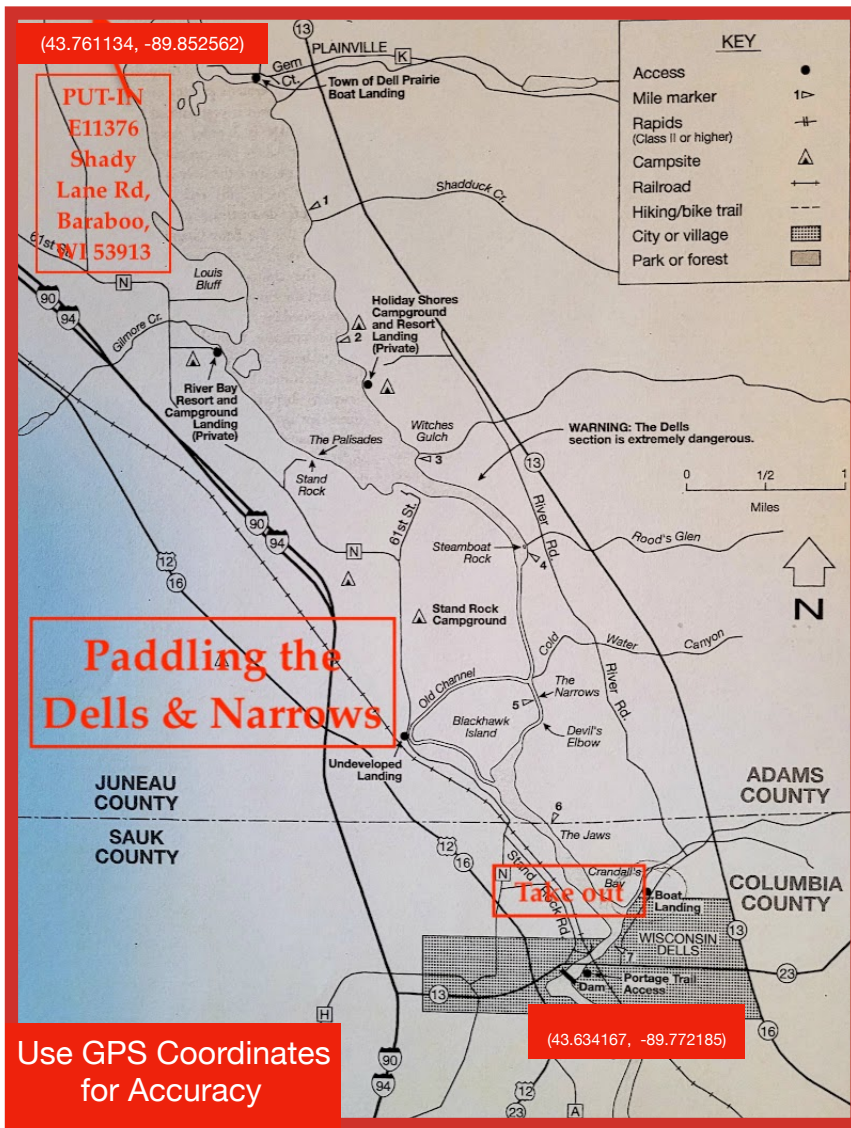 (43.761134, -89.852562)
PUT-IN
E11376
Shady
Lane Rd,
Baraboo,
WI 53913
13
PLAINVILLE
K
Gem
Ct.
Town of Dell Prairie
Boat Landing
KEY
Access
Mile marker
1
Rapids
(Class II or higher)
Campsite
Railroad
Hiking/bike trail
City or village
Park or forest
1
Shadduck Cr.
61st St.
N
Louis
Bluff
90
94
Gilmore Cr.
Holiday Shores
Campground
and Resort
Landing
(Private)
2
River Bay
Resort and
Campground
Landing
(Private)
Witches
Gulch
The Palisades
Stand
Rock
3
WARNING: The Dells
section is extremely dangerous.
13
0
1/2
1
Miles
River
Rd.
61st St.
90
94
N
12
16
Steamboat
Rock
4
Rood's Glen
N
Stand Rock
Campground
Paddling the
Dells & Narrows
Cold
Water
Canyon
Old Channel
The
Narrows
5
River
Rd.
Blackhawk
Island
Devil's
Elbow
Undeveloped
Landing
JUNEAU
COUNTY
ADAMS
COUNTY
6
SAUK
COUNTY
The Jaws
12
16
N
Stand Rock Rd.
Crandall's
Bay
Take out
Boat
Landing
COLUMBIA
COUNTY
WISCONSIN
DELLS
13
7
23
Portage Trail
Access
Dam
13
H
16
(43.634167, -89.772185)
Use GPS Coordinates
for Accuracy
90
94
12
23
A